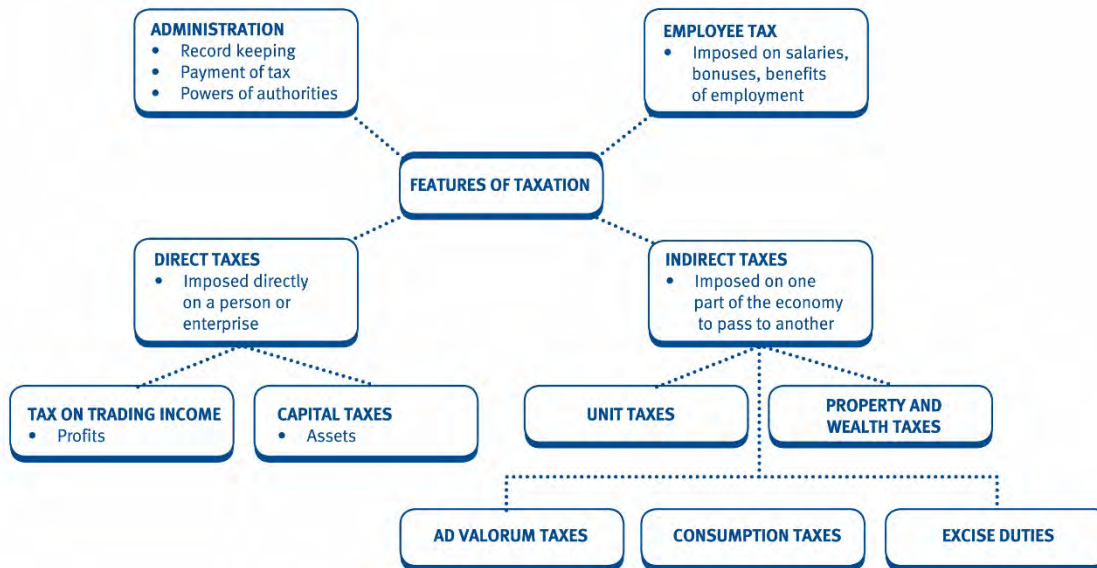 ADMINISTRATION
• Record keeping
• Payment of tax
• Powers of authorities
EMPLOYEE TAX
• Imposed on salaries,
bonuses, benefits
of employment
FEATURES OF TAXATION
DIRECT TAXES
• Imposed directly
on a person or
enterprise
INDIRECT TAXES
• Imposed on one
part of the economy
to pass to another
TAX ON TRADING INCOME
• Profits
CAPITAL TAXES
• Assets
UNIT TAXES
PROPERTY AND
WEALTH TAXES
AD VALORUM TAXES
CONSUMPTION TAXES
EXCISE DUTIES